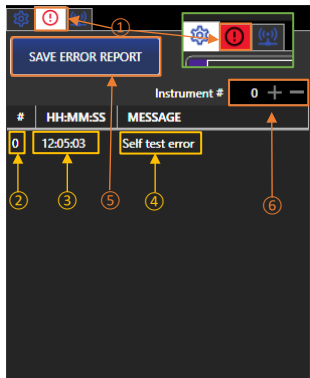 ①
SAVE ERROR REPORT
Instrument # 0 + −
# HH:MM:SS MESSAGE
0 12:05:03 Self test error
② ③ ④ ⑤ ⑥